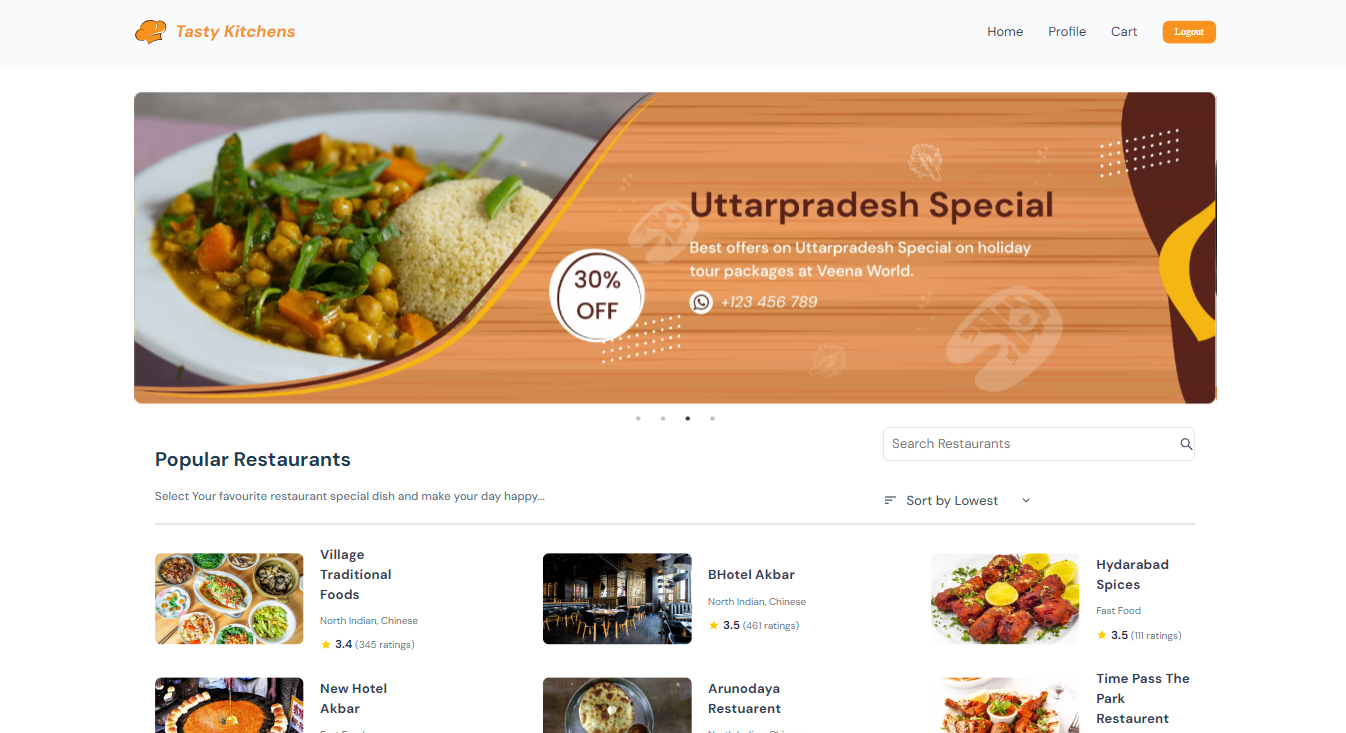 Tasty Kitchens
Home
Profile
Cart
Logout
Uttarpradesh Special
Best offers on Uttarpradesh Special on holiday
tour packages at Veena World.
30%
OFF
+123 456 789
Search Restaurants
Popular Restaurants
Select Your favourite restaurant special dish and make your day happy...
Sort by Lowest
Village
Traditional
Foods
North Indian, Chinese
3.4 (345 ratings)
BHotel Akbar
North Indian, Chinese
3.5 (461 ratings)
Hydarabad
Spices
Fast Food
3.5 (111 ratings)
New Hotel
Akbar
Arunodaya
Restuarent
Time Pass The
Park
Restaurent